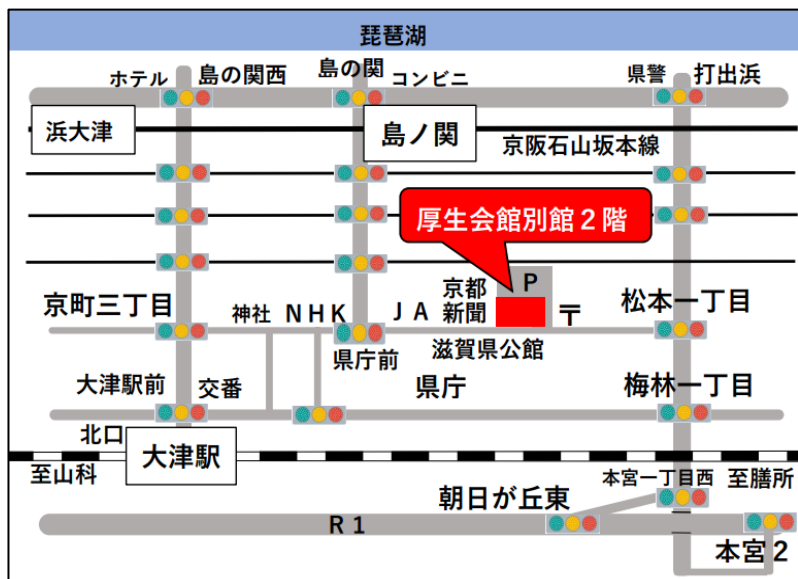 琵琶湖
ホテル
島の関西
島の関
コンビニ
県警
打出浜
浜大津
島ノ関
京阪石山坂本線
厚生会館別館２階
京町三丁目
神社
ＮＨＫ
ＪＡ
京都
新聞
Ｐ
〒
松本一丁目
県庁前
滋賀県公館
大津駅前
交番
県庁
梅林一丁目
北口
大津駅
至山科
本宮一丁目西
至膳所
朝日が丘東
Ｒ１
本宮２